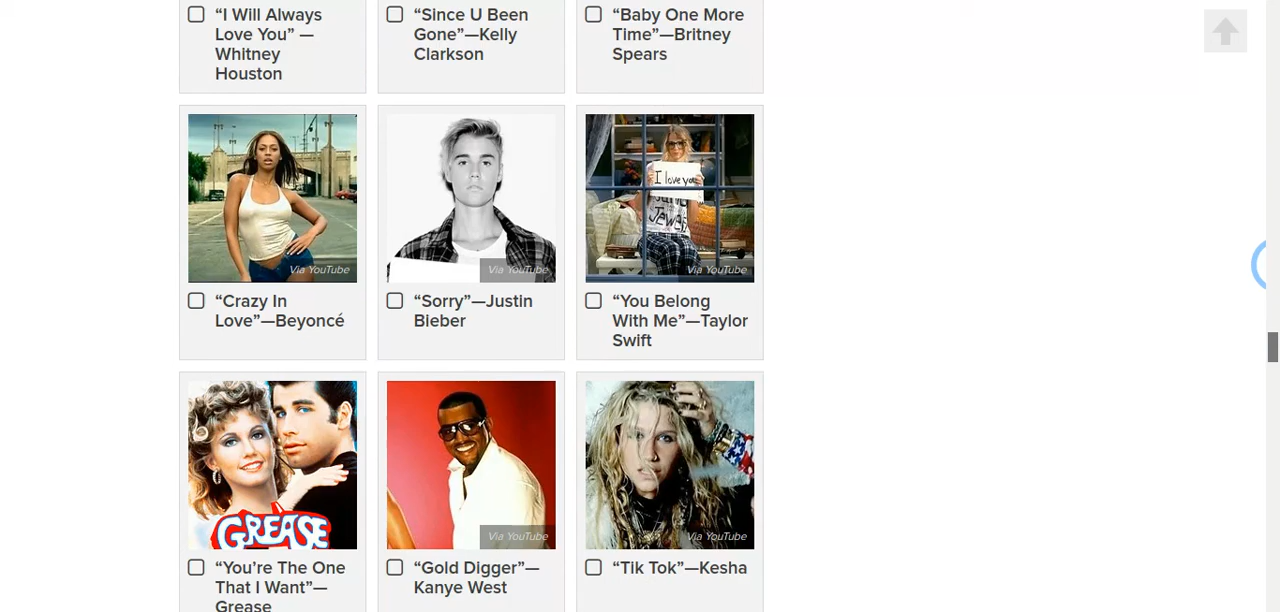 “I Will Always
Love You” —
Whitney
Houston
“Since U Been
Gone”—Kelly
Clarkson
“Baby One More
Time”—Britney
Spears
Via YouTube
“Crazy In
Love”—Beyoncé
Via YouTube
“Sorry”—Justin
Bieber
I love you
JEWEL
Via YouTube
“You Belong
With Me”—Taylor
Swift
GREASE
“You’re The One
That I Want”—
Grease
Via YouTube
“Gold Digger”—
Kanye West
Via YouTube
“Tik Tok”—Kesha